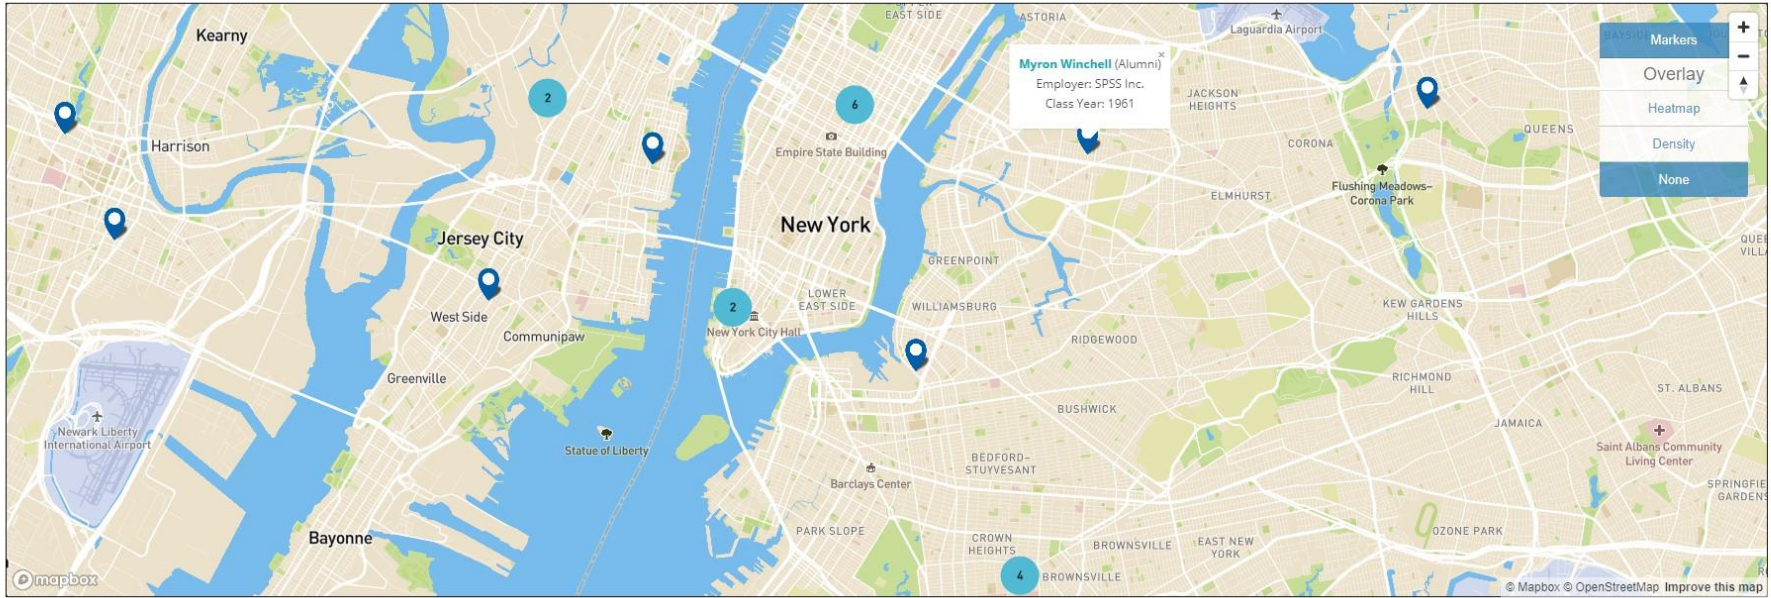 EAST SIDE
ASTORIA
Laguardia Airport
Kearny
Markers
+
−
Overlay
Heatmap
Density
None
×
Myron Winchell (Alumni)
Employer: SPSS Inc.
Class Year: 1961
JACKSON
HEIGHTS
2
6
Harrison
Empire State Building
CORONA
QUEENS
Flushing Meadows–
Corona Park
ELMHURST
New York
Jersey City
GREENPOINT
LOWER
EAST SIDE
WILLIAMSBURG
2
New York City Hall
KEW GARDENS
HILLS
West Side
Communipaw
RIDGEWOOD
Greenville
RICHMOND
HILL
ST. ALBANS
BUSHWICK
JAMAICA
Newark Liberty
International Airport
Statue of Liberty
Saint Albans Community
Living Center
BEDFORD–
STUYVESANT
Barclays Center
Bayonne
PARK SLOPE
CROWN
HEIGHTS
BROWNSVILLE
EAST NEW
YORK
OZONE PARK
4
BROWNSVILLE
mapbox
© Mapbox © OpenStreetMap Improve this map